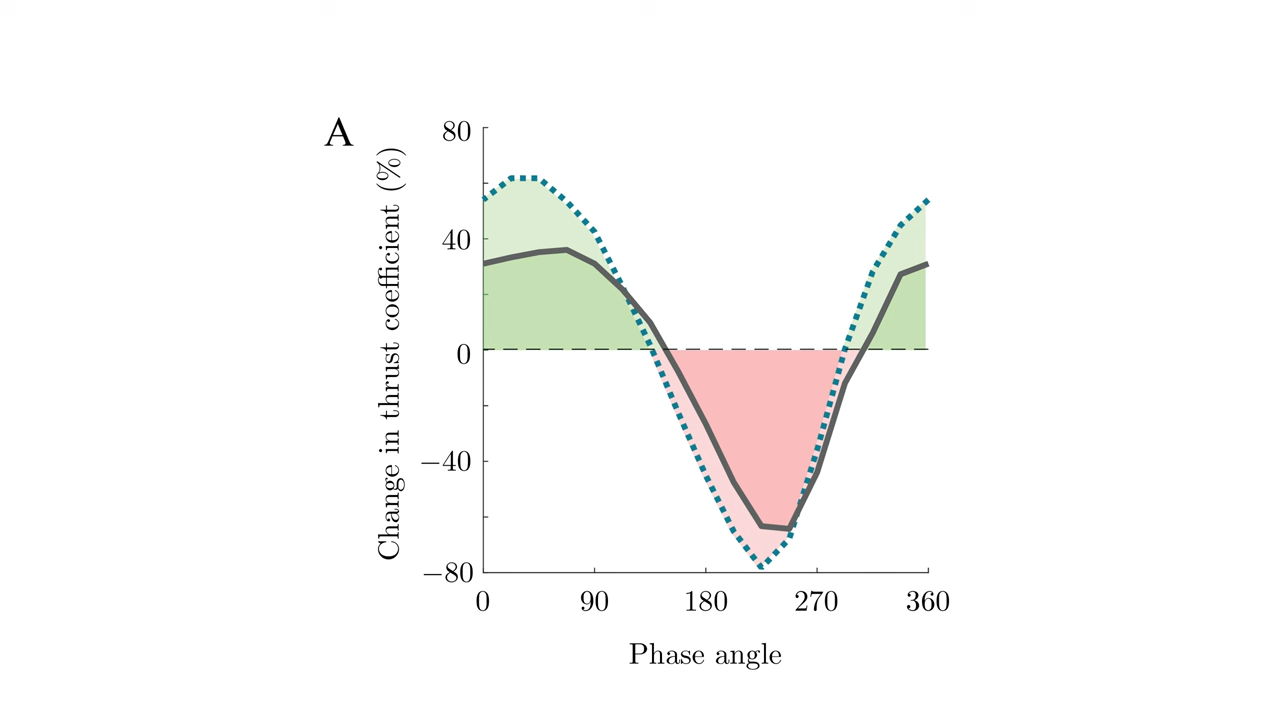 A
Change in thrust coefficient (%)
80
40
0
−40
−80
0 90 180 270 360
Phase angle